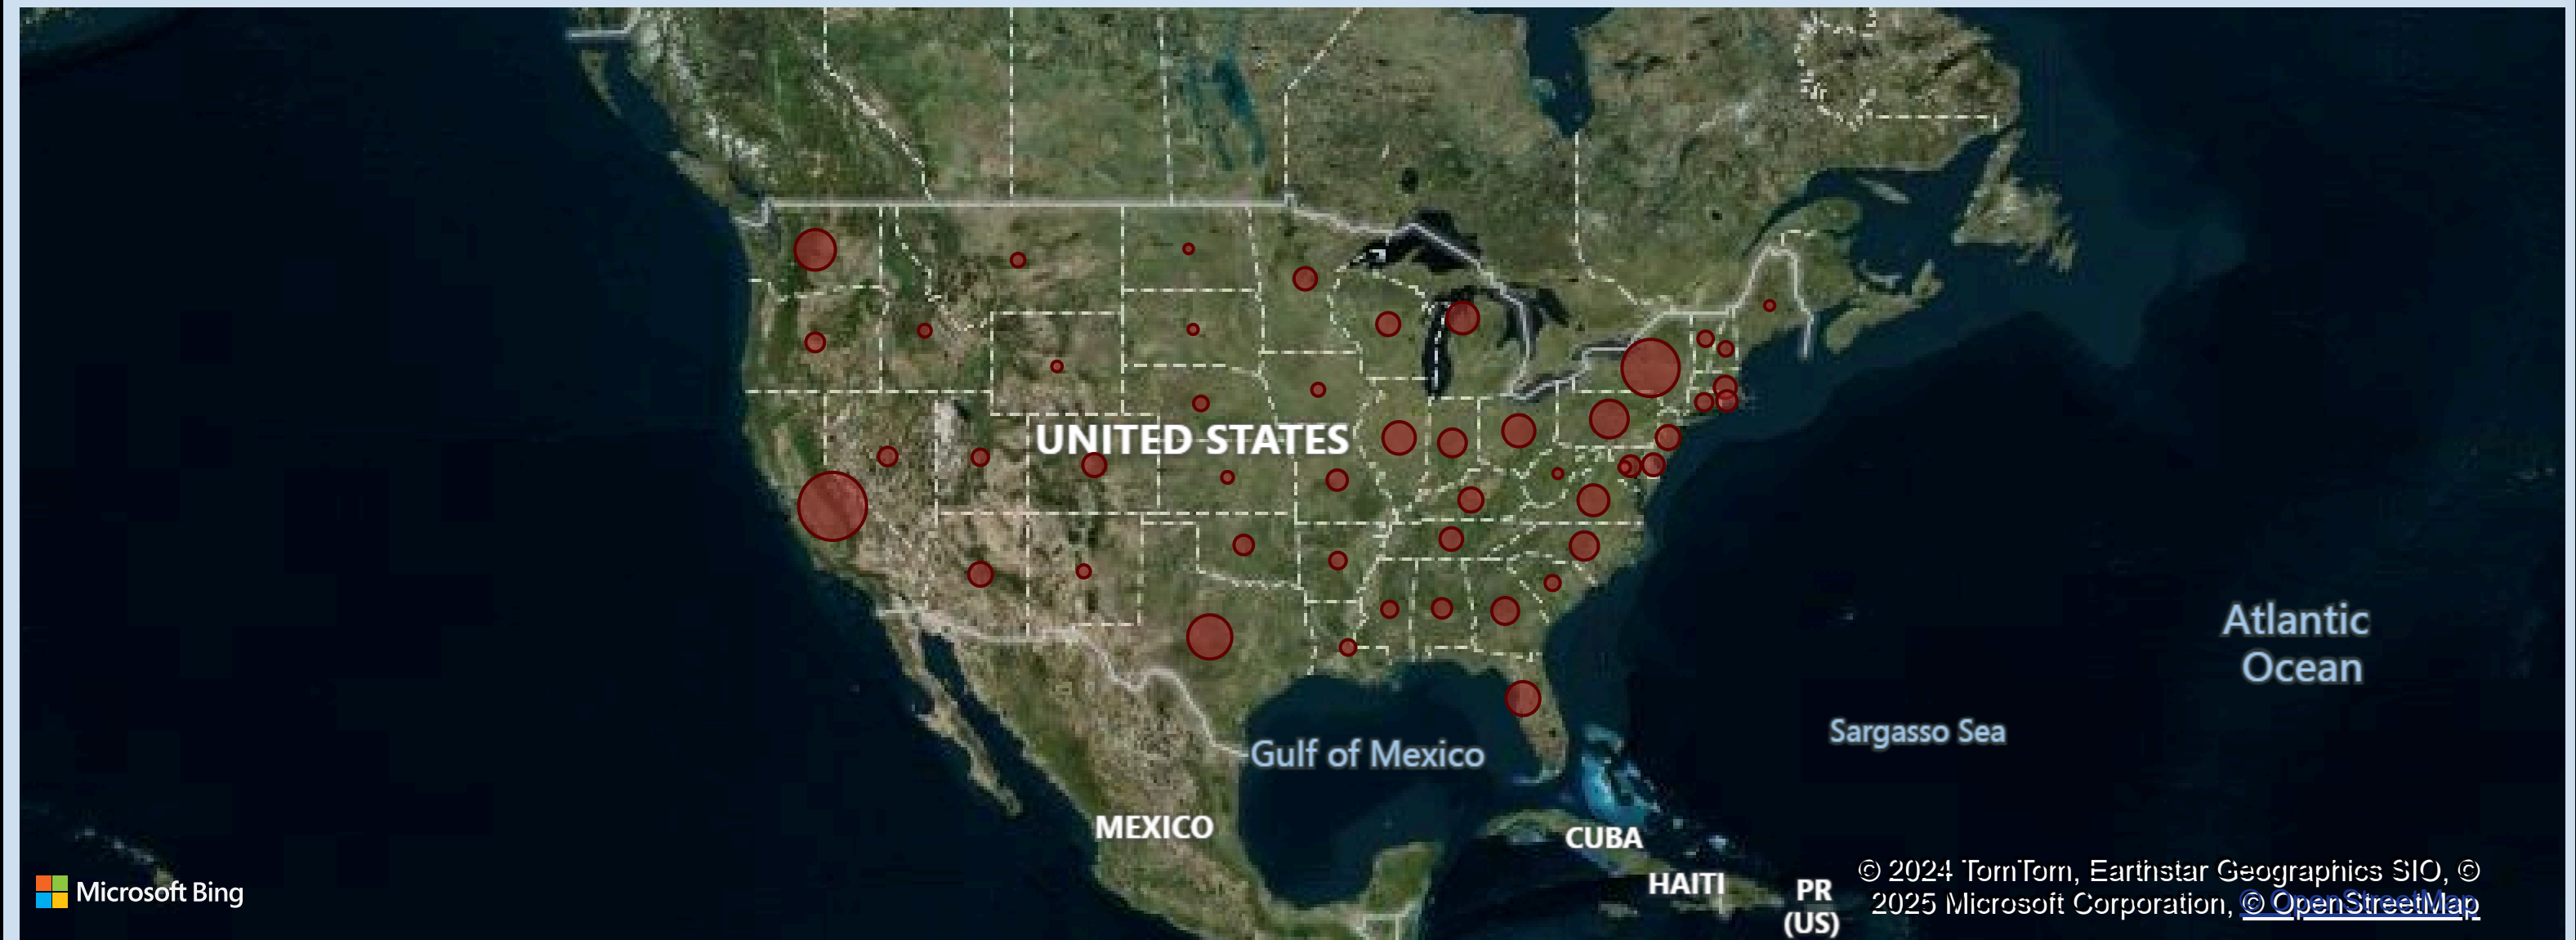 UNITED STATES
Atlantic
Ocean
Sargasso Sea
Gulf of Mexico
MEXICO
CUBA
HAITI
PR
(US)
Microsoft Bing
© 2024 TomTom, Earthstar Geographics SIO, ©
2025 Microsoft Corporation, © OpenStreetMap